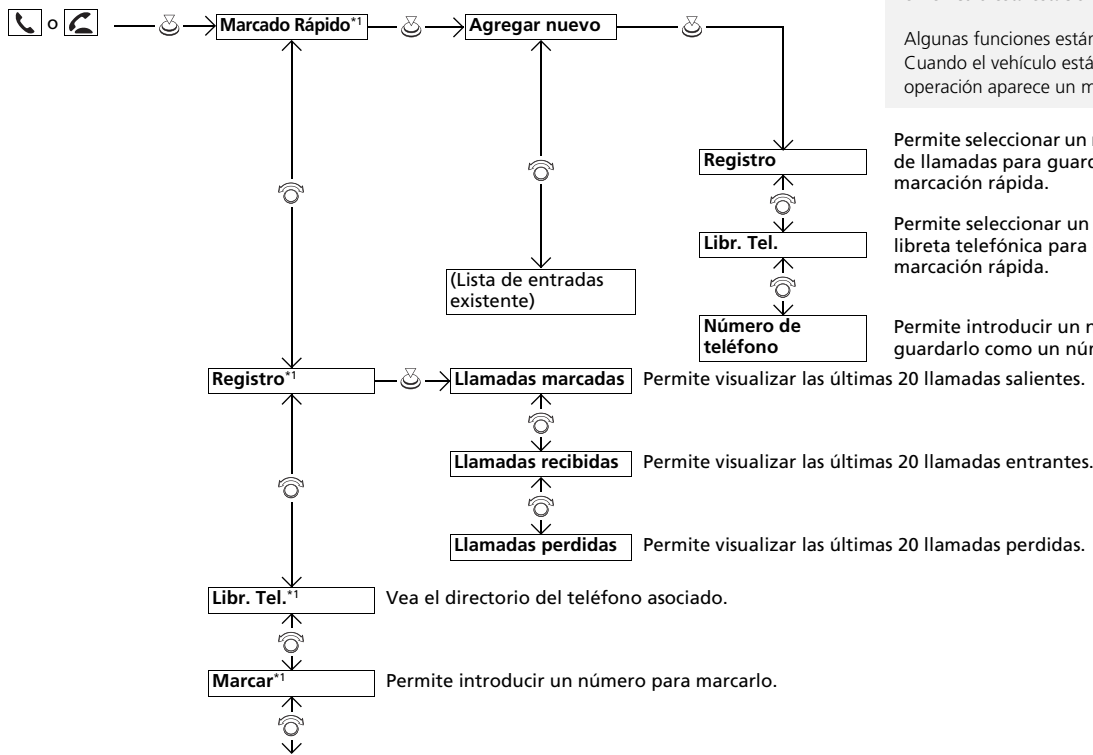 o
Marcado Rápido*1
Agregar nuevo
Algunas funciones están
Cuando el vehículo está
operación aparece un
Registro
Permite seleccionar un
de llamadas para
marcación rápida.
Libr. Tel.
Permite seleccionar un
libreta telefónica para
marcación rápida.
(Lista de entradas
existente)
Número de
teléfono
Permite introducir un
guardarlo como un
Registro*1
Llamadas marcadas
Permite visualizar las últimas 20 llamadas salientes.
Llamadas recibidas
Permite visualizar las últimas 20 llamadas entrantes.
Llamadas perdidas
Permite visualizar las últimas 20 llamadas perdidas.
Libr. Tel.*1
Vea el directorio del teléfono asociado.
Marcar*1
Permite introducir un número para marcarlo.